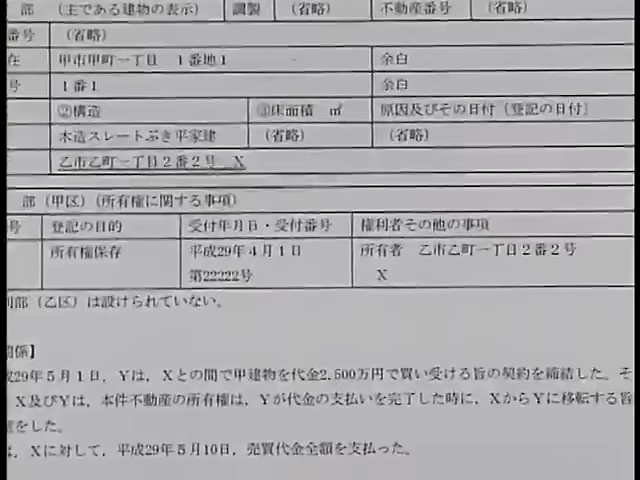 部 （主である建物の表示） 調製 （省略） 不動産番号 （省略）
番号 （省略）
在 甲市甲町一丁目 1番地1 余白
号 1番1 余白
②構造 ③床面積 ㎡ 原因及びその日付（登記の日付）
木造スレートぶき平家建 （省略） （省略）
乙市乙町一丁目2番2号 X
部 （甲区）（所有権に関する事項）
号 登記の目的 受付年月日・受付番号 権利者その他の事項
所有権保存 平成29年4月1日 所有者 乙市乙町一丁目2番2号
第22222号 X
部（乙区）は設けられていない。
関係】
29年5月1日，Yは，Xとの間で甲建物を代金2,500万円で買い受ける旨の契約を締結した。そ
X及びYは，本件不動産の所有権は，Yが代金の支払いを完了した時に，XからYに移転する旨
をした。
，Xに対して，平成29年5月10日，売買代金全額を支払った。